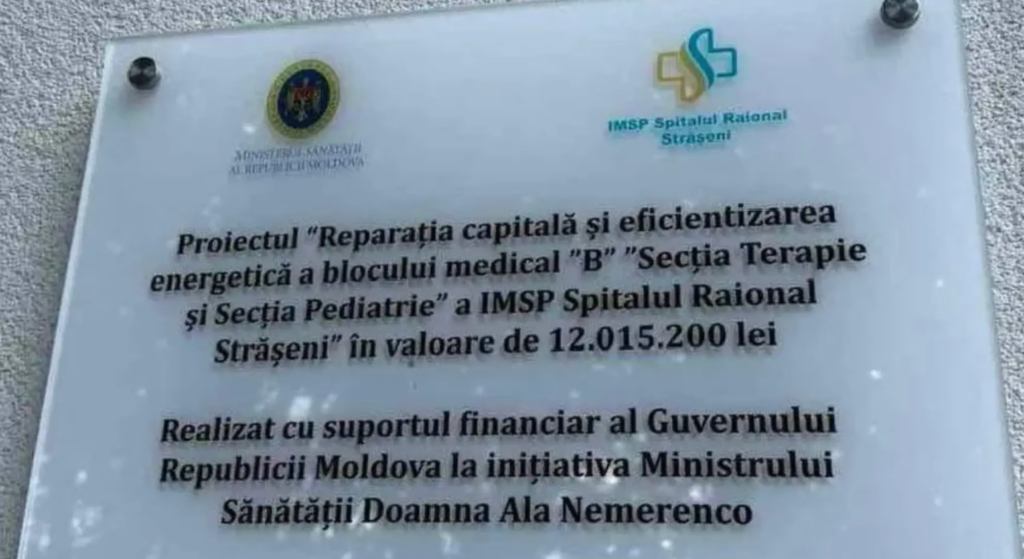 MINISTERUL SĂNĂTĂȚII
AL REPUBLICII MOLDOVA
IMSP Spitalul Raional
Strășeni
Proiectul "Reparația capitală și eficientizarea
energetică a blocului medical "B" "Secția Terapie
și Secția Pediatrie" a IMSP Spitalul Raional
Strășeni" în valoare de 12.015.200 lei
Realizat cu suportul financiar al Guvernului
Republicii Moldova la inițiativa Ministrului
Sănătății Doamna Ala Nemerenco